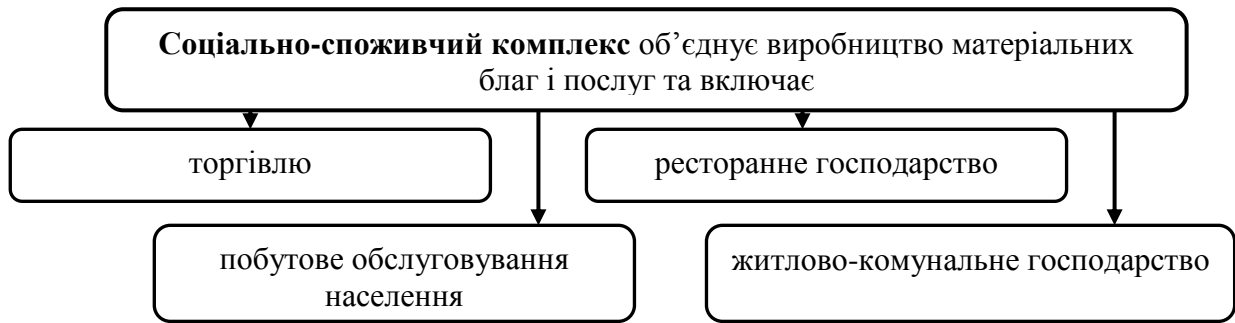 Соціально-споживчий комплекс об’єднує виробництво матеріальних
благ і послуг та включає
торгівлю
ресторанне господарство
побутове обслуговування
населення
житлово-комунальне господарство